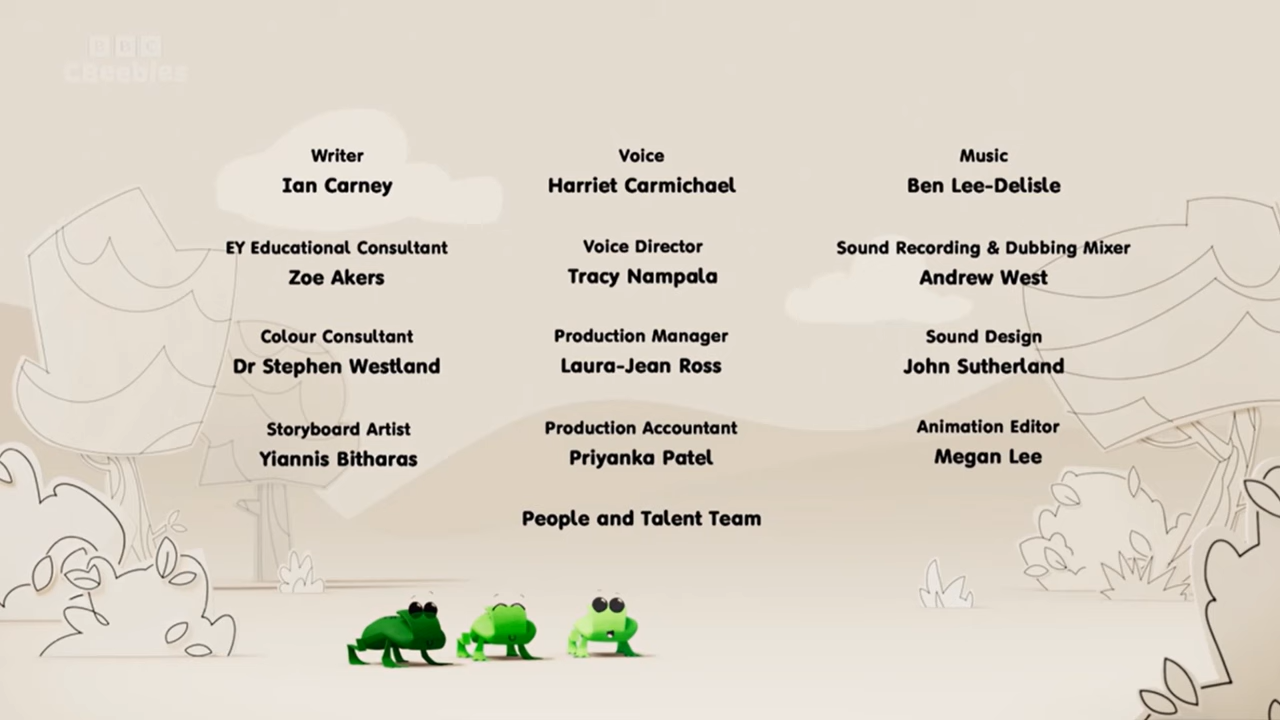 BBC
CBeebies
Writer
Ian Carney
EY Educational Consultant
Zoe Akers
Colour Consultant
Dr Stephen Westland
Storyboard Artist
Yiannis Bitharas
Voice
Harriet Carmichael
Voice Director
Tracy Nampala
Production Manager
Laura-Jean Ross
Production Accountant
Priyanka Patel
People and Talent Team
Music
Ben Lee-Delisle
Sound Recording & Dubbing Mixer
Andrew West
Sound Design
John Sutherland
Animation Editor
Megan Lee